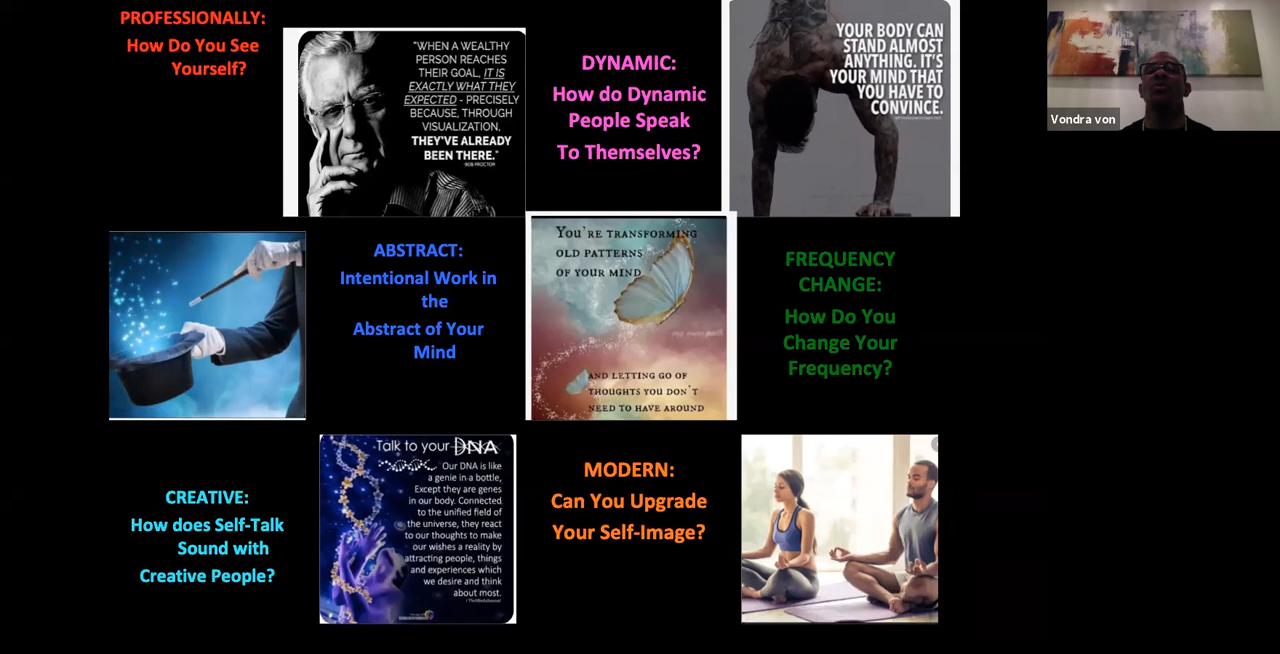 PROFESSIONALLY:
How Do You See
Yourself?
"WHEN A WEALTHY
PERSON REACHES
THEIR GOAL, IT IS
EXACTLY WHAT THEY
EXPECTED - PRECISELY
BECAUSE, THROUGH
VISUALIZATION,
THEY'VE ALREADY
BEEN THERE."
-BOB PROCTOR
DYNAMIC:
How do Dynamic
People Speak
To Themselves?
YOUR BODY CAN
STAND ALMOST
ANYTHING. IT'S
YOUR MIND THAT
YOU HAVE TO
CONVINCE.
Vondra von
ABSTRACT:
Intentional Work in
the
Abstract of Your
Mind
You're transforming
old patterns
of your mind
and letting go of
thoughts you don't
need to have around
FREQUENCY
CHANGE:
How Do You
Change Your
Frequency?
CREATIVE:
How does Self-Talk
Sound with
Creative People?
Talk to your DNA
Our DNA is like
a genie in a bottle,
Except they are genes
in our body. Connected
to the unified field of
the universe, they react
to our thoughts to make
our wishes a reality by
attracting people, things
and experiences which
we desire and think
about most.
MODERN:
Can You Upgrade
Your Self-Image?